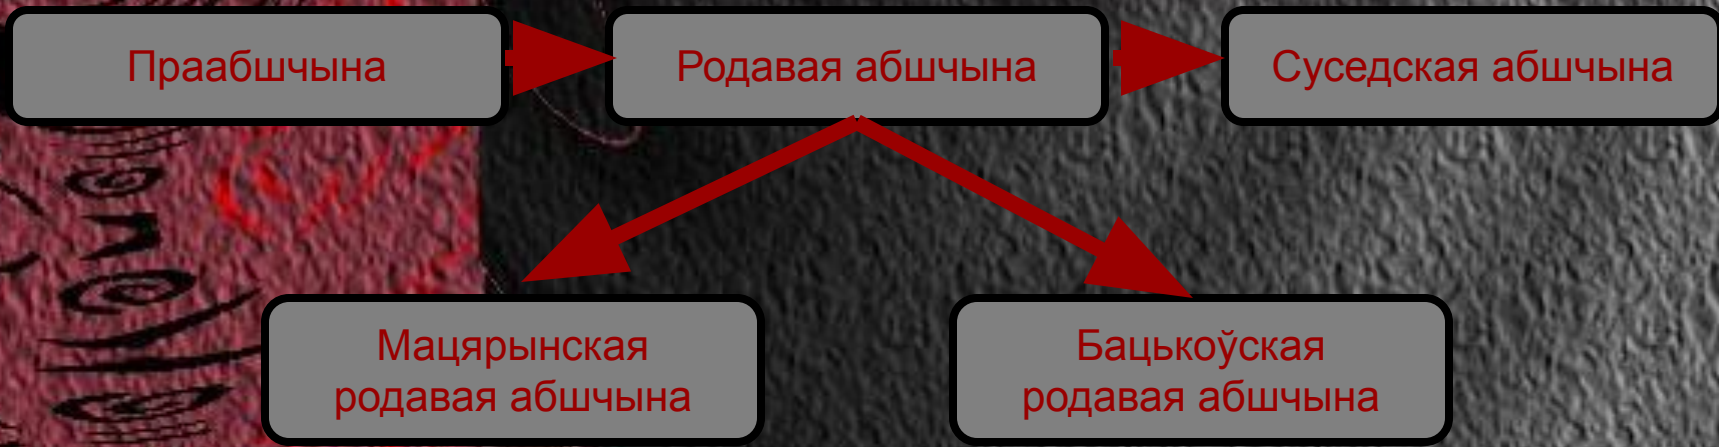 Праабшчына
Родавая абшчына
Суседская абшчына
Мацярынская
родавая абшчына
Бацькоўская
родавая абшчына